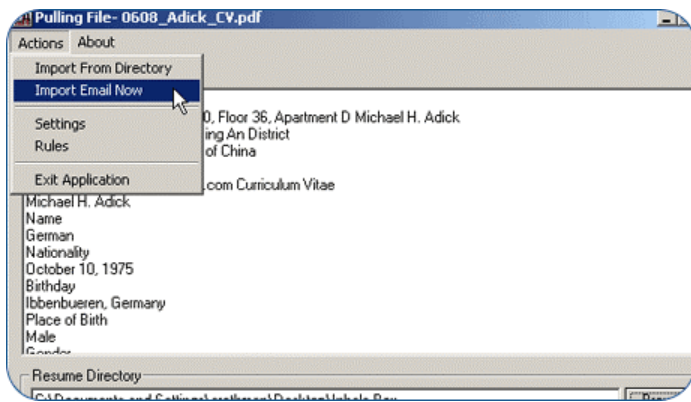 Pulling File- 0608_Adick_CV.pdf
Actions About
Import From Directory
Import Email Now
Settings
Rules
Exit Application
0, Floor 36, Apartment D Michael H. Adick
ing An District
of China
.com Curriculum Vitae
Michael H. Adick
Name
German
Nationality
October 10, 1975
Birthday
Ibbenbueren, Germany
Place of Birth
Male
Gender
Resume Directory